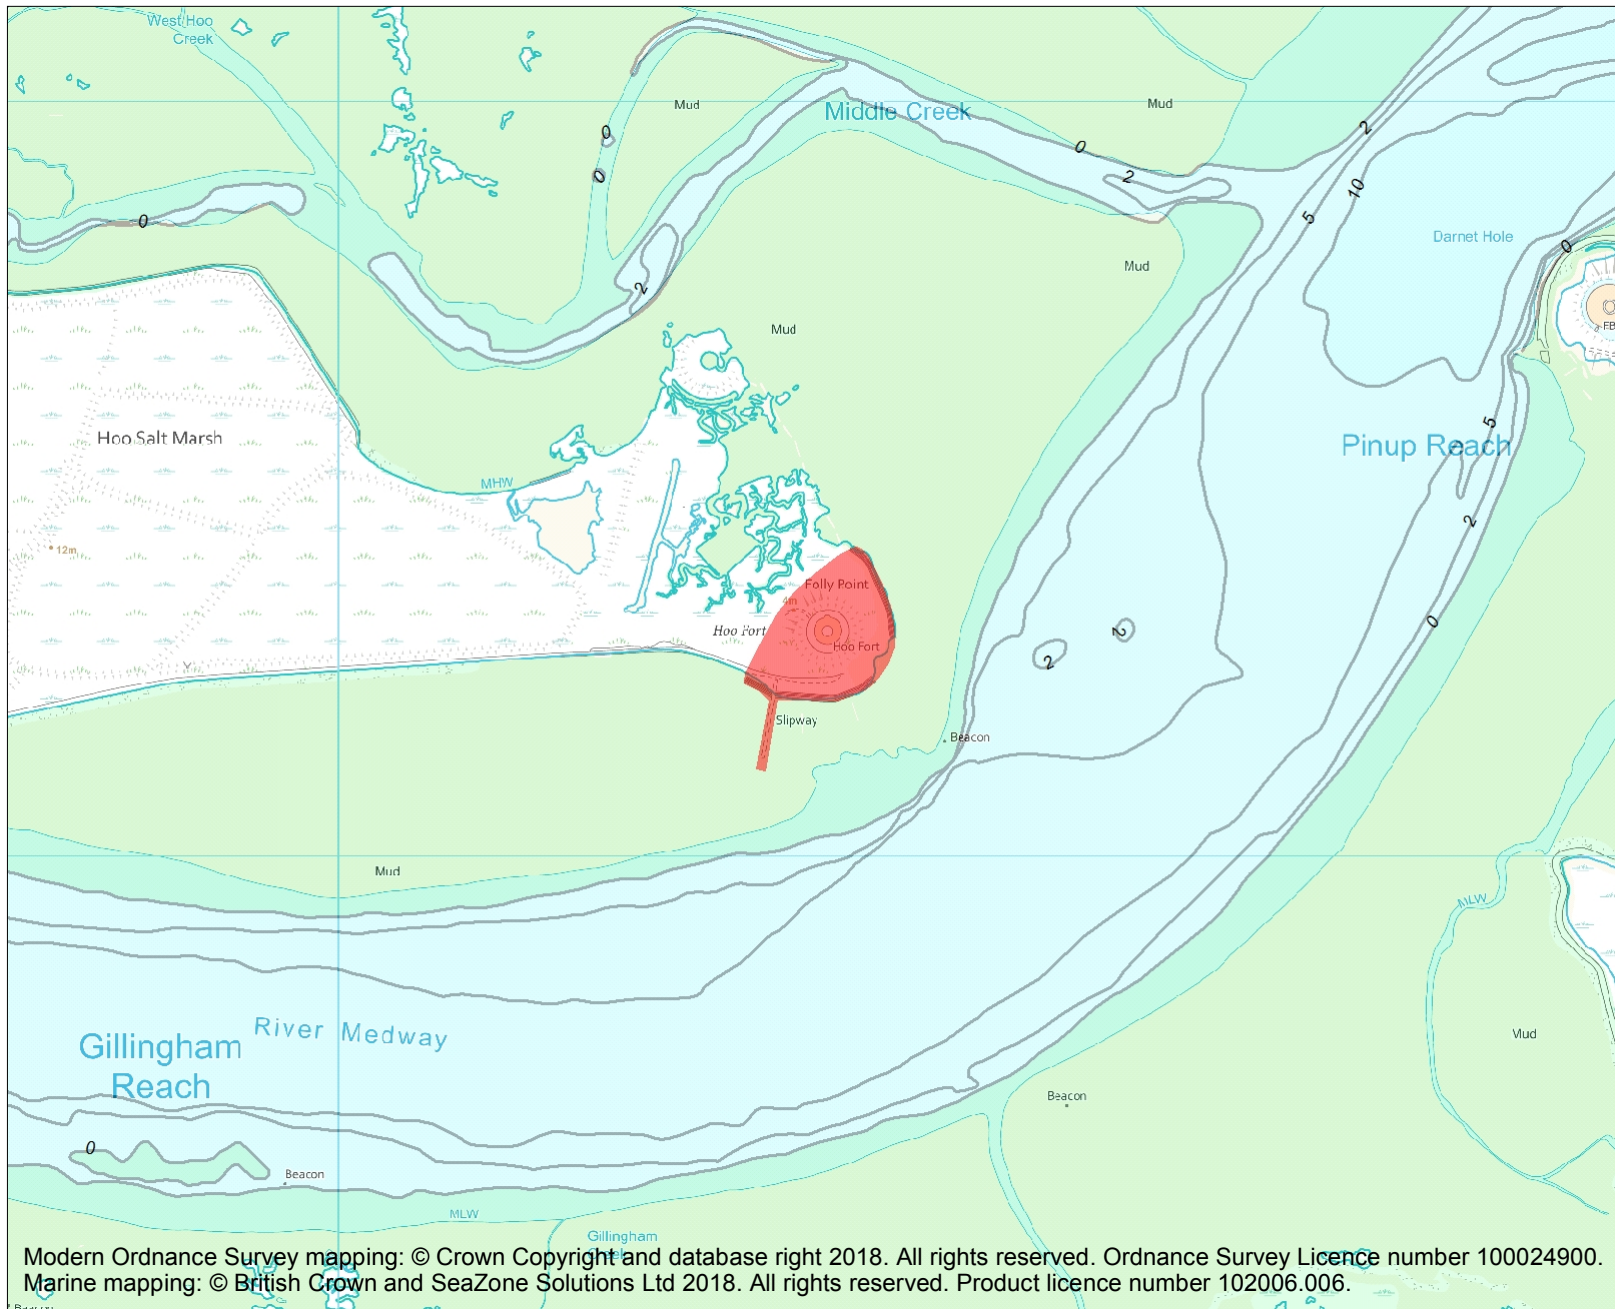 West Hoo
Creek
Mud
Middle Creek
Mud
0
0
2
2
10
5
0
0
0
Darnet Hole
0
Mud
2
Mud
FB
Hoo Salt Marsh
5
Pinup Reach
MHW
2
12m
Folly Point
4m
Hoo Fort
Hoo Fort
2
0
2
Slipway
Beacon
Mud
MLW
River Medway
Gillingham
Reach
Mud
Beacon
0
Beacon
MLW
Gillingham
Creek
Modern Ordnance Survey mapping: © Crown Copyright and database right 2018. All rights reserved. Ordnance Survey Licence number 100024900.
Marine mapping: © British Crown and SeaZone Solutions Ltd 2018. All rights reserved. Product licence number 102006.006.